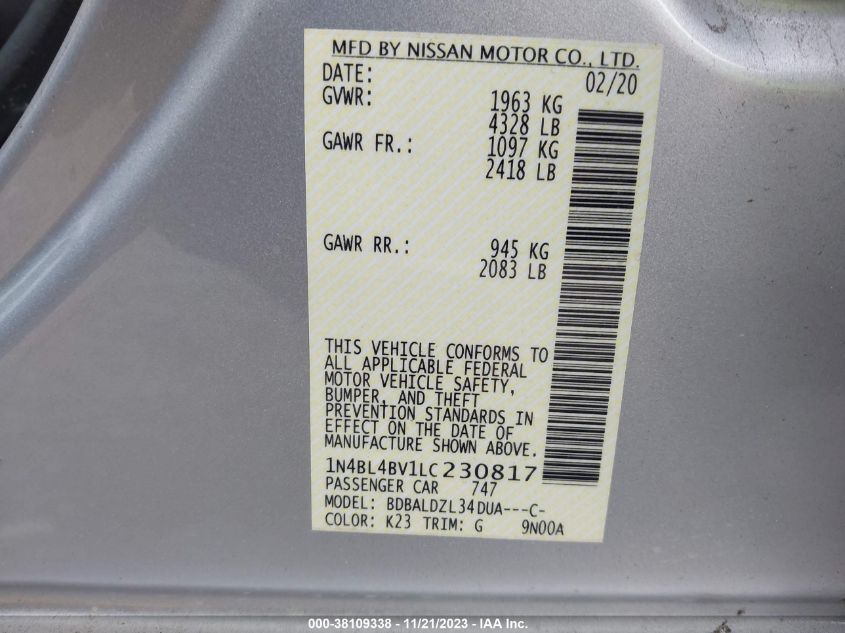 MFD BY NISSAN MOTOR CO., LTD.
DATE: 02/20
GVWR: 1963 KG
4328 LB
GAWR FR.: 1097 KG
2418 LB
GAWR RR.: 945 KG
2083 LB
THIS VEHICLE CONFORMS TO
ALL APPLICABLE FEDERAL
MOTOR VEHICLE SAFETY,
BUMPER, AND THEFT
PREVENTION STANDARDS IN
EFFECT ON THE DATE OF
MANUFACTURE SHOWN ABOVE.
1N4BL4BV1LC230817
PASSENGER CAR 747
MODEL: BDBALDZL34DUA---C-
COLOR: K23 TRIM: G 9N00A
000-38109338 - 11/21/2023 - IAA Inc.